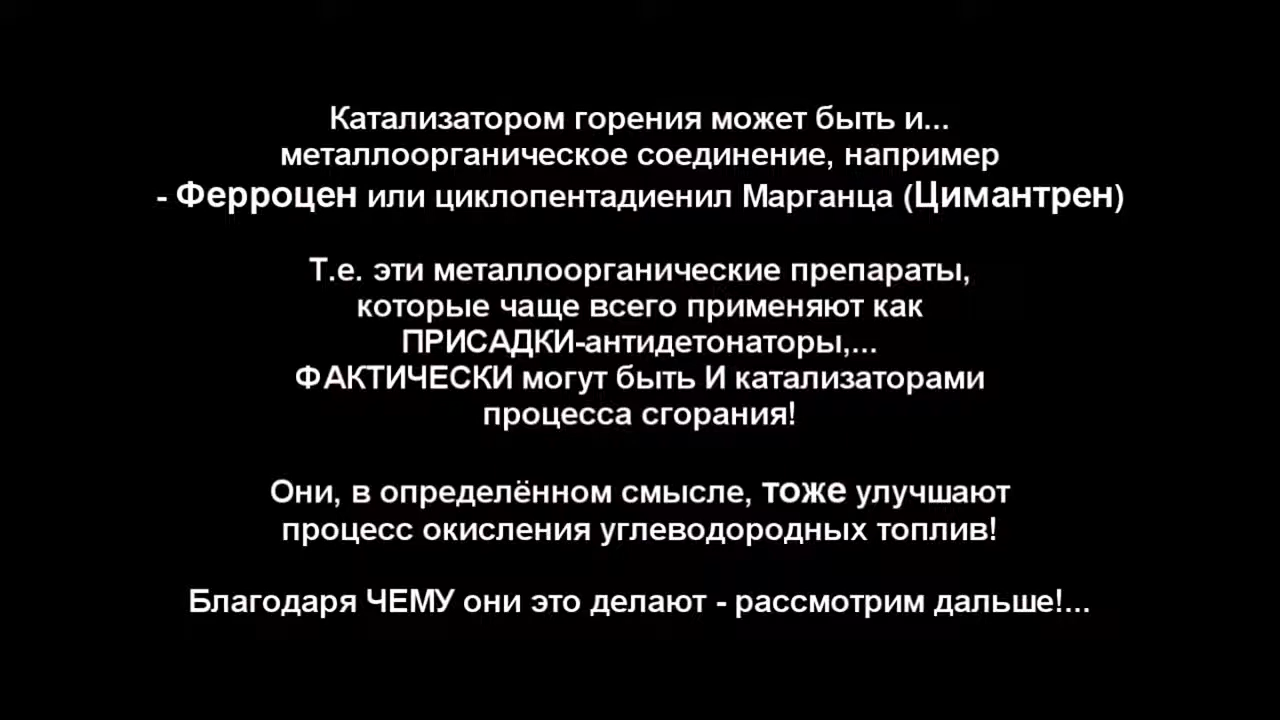 Катализатором горения может быть и...
металлоорганическое соединение, например
- Ферроцен или циклопентадиенил Марганца (Цимантрен)
Т.е. эти металлоорганические препараты,
которые чаще всего применяют как
ПРИСАДКИ-антидетонаторы,...
ФАКТИЧЕСКИ могут быть И катализаторами
процесса сгорания!
Они, в определённом смысле, тоже улучшают
процесс окисления углеводородных топлив!
Благодаря ЧЕМУ они это делают - рассмотрим дальше!...